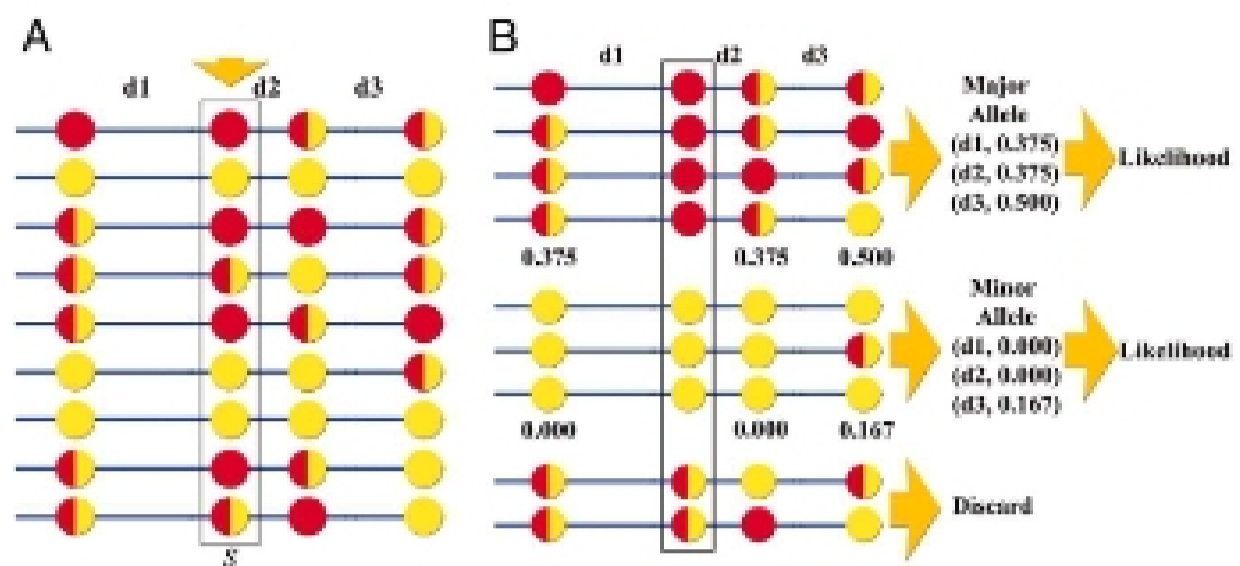 A
d1 d2 d3
S
B
d1 d2 d3
Major
Allele
(d1, 0.375)
(d2, 0.375)
(d3, 0.500)
Likelihood
0.375 0.375 0.500
Minor
Allele
(d1, 0.000)
(d2, 0.000)
(d3, 0.167)
Likelihood
0.000 0.000 0.167
Discard